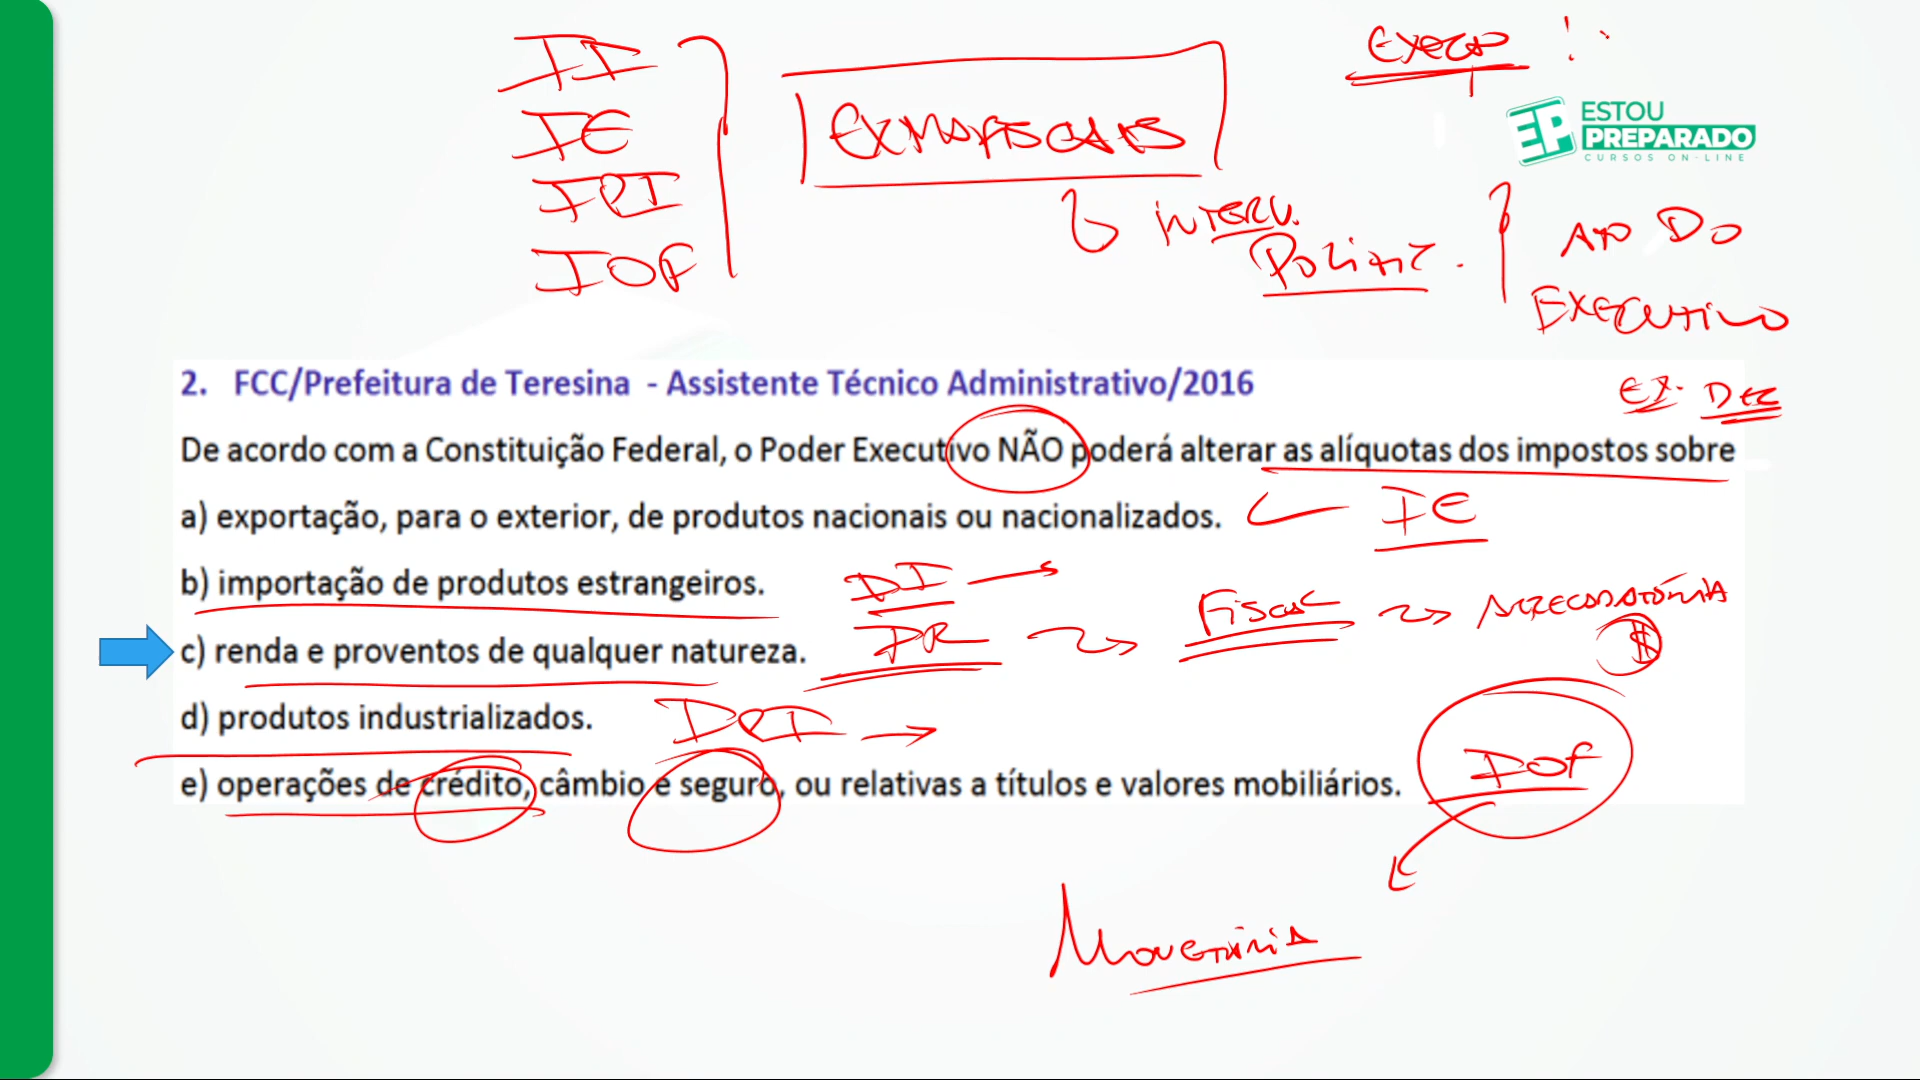 II
IE
IPI
IOF
EXTRAFISCAIS
INTERV.
POLITIC.
EXCEÇÃO
ESTOU
PREPARADO
CURSOS ON-LINE
EP
ATO DO
EXECUTIVO
EX. DEC
2. FCC/Prefeitura de Teresina - Assistente Técnico Administrativo/2016
De acordo com a Constituição Federal, o Poder Executivo NÃO poderá alterar as alíquotas dos impostos sobre
a) exportação, para o exterior, de produtos nacionais ou nacionalizados.
IE
b) importação de produtos estrangeiros.
II
c) renda e proventos de qualquer natureza.
IR
FISCAL
ARRECADATÓRIA
$
d) produtos industrializados.
IPI
e) operações de crédito, câmbio e seguro, ou relativas a títulos e valores mobiliários.
IOF
MONETÁRIA